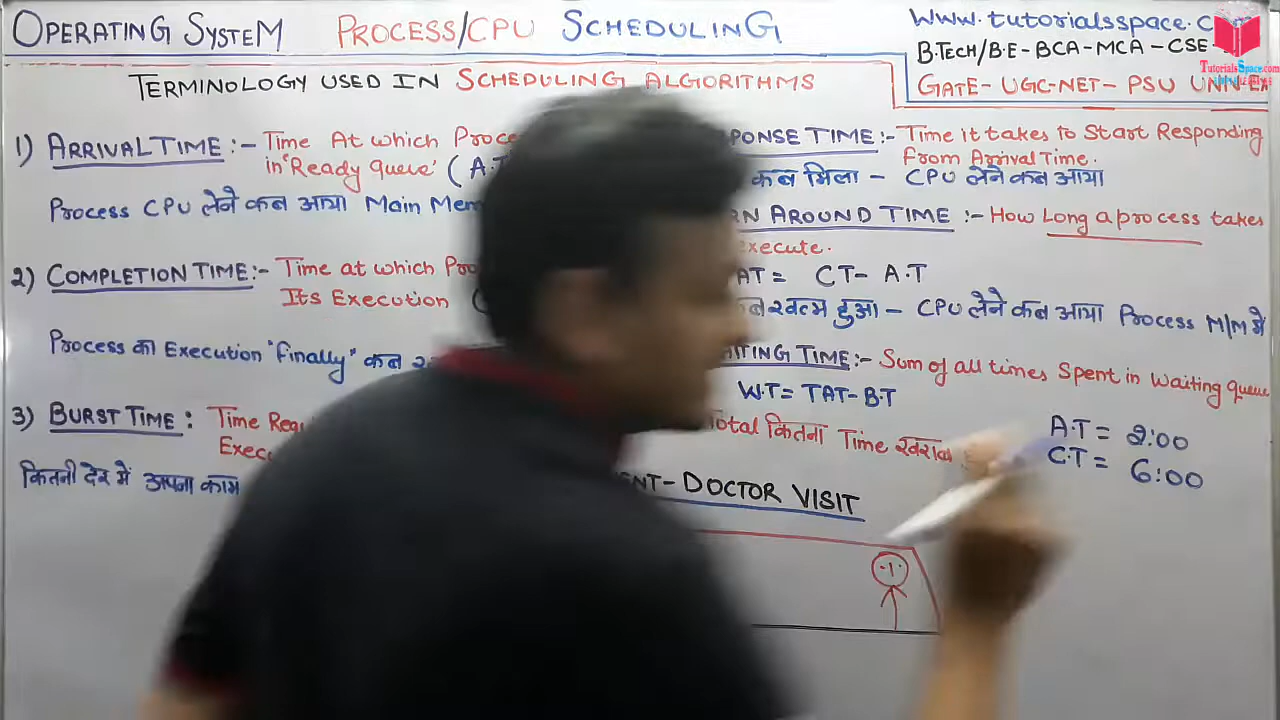 OPERATING SYSTEM PROCESS/CPU SCHEDULING
www.tutorialsspace.c
B.TECH/B.E-BCA-MCA-CSE-
TutorialsSpace.com
GATE-UGC-NET-PSU UNN-EX
TERMINOLOGY USED IN SCHEDULING ALGORITHMS
1) ARRIVAL TIME :- Time At which Proce
in 'Ready Queue' (A.T
Process CPU लेने कब आया Main Mem
2) COMPLETION TIME:- Time at which Pro
Its Execution (
Process का Execution "Finally" कब
3) BURST TIME : Time Req
Exec
कितनी देर में अपना काम
PONSE TIME:- Time it takes to Start Responding
From Arrival Time.
कब मिला - CPU लेने कब आया
RN AROUND TIME :- How Long a process takes
execute.
AT = CT- A.T
कब खत्म हुआ - CPU लेने कब आया Process M/M में
ITING TIME:- Sum of all times Spent in Waiting queue
W.T= TAT-B.T
Total कितना Time खराब
A.T = 2:00
C.T = 6:00
ENT-DOCTOR VISIT